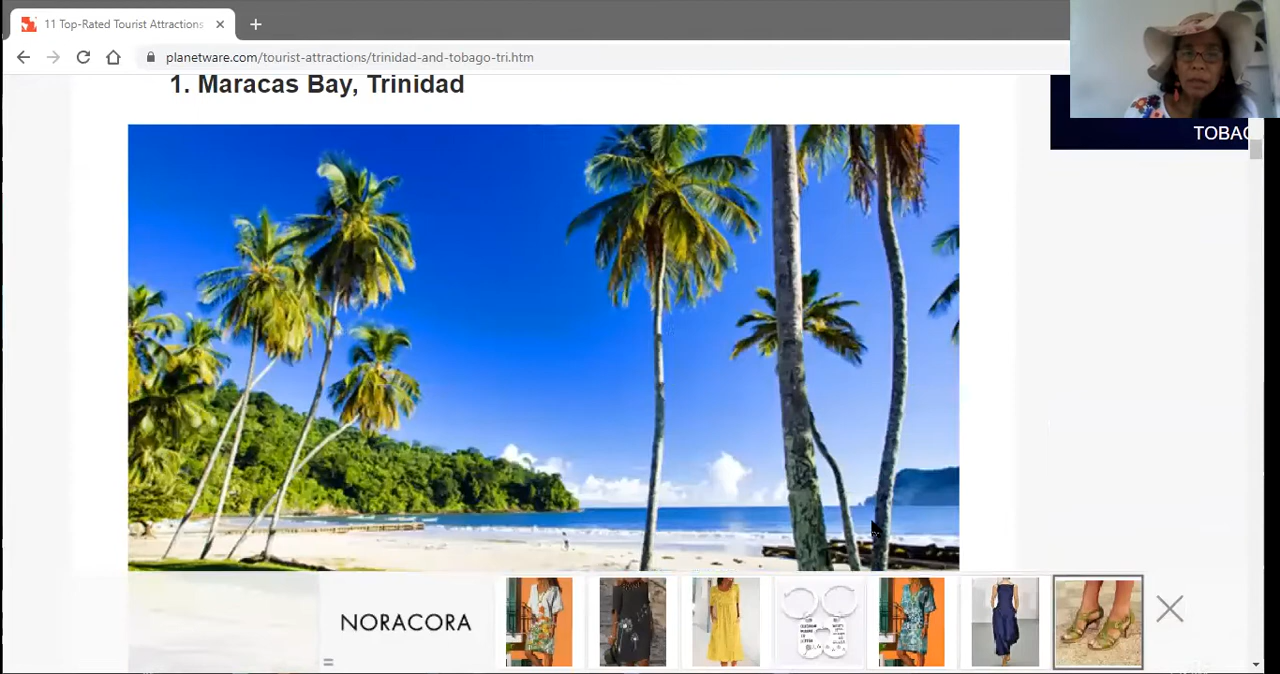 11 Top-Rated Tourist Attractions
planetware.com/tourist-attractions/trinidad-and-tobago-tri.htm
1. Maracas Bay, Trinidad
NORACORA